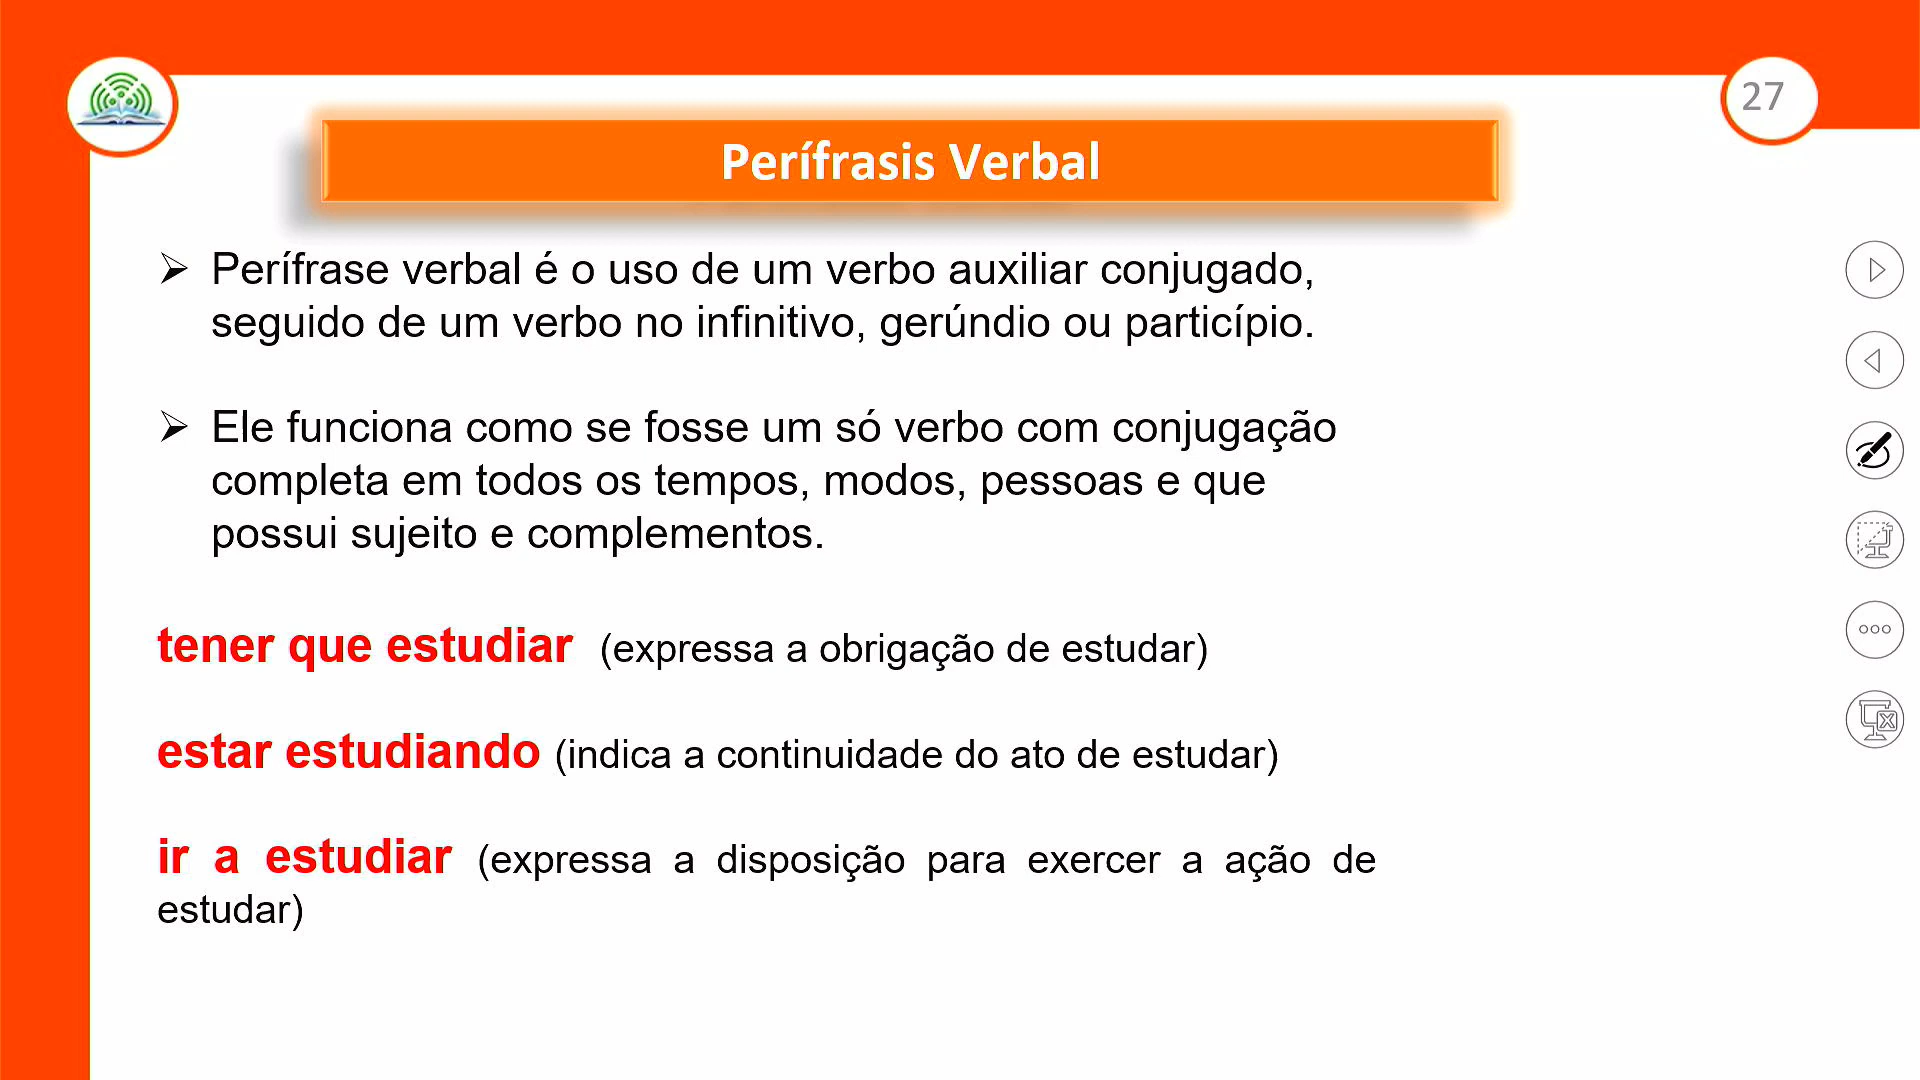 27
Perífrasis Verbal
➢ Perífrase verbal é o uso de um verbo auxiliar conjugado,
seguido de um verbo no infinitivo, gerúndio ou particípio.
➢ Ele funciona como se fosse um só verbo com conjugação
completa em todos os tempos, modos, pessoas e que
possui sujeito e complementos.
tener que estudiar (expressa a obrigação de estudar)
estar estudiando (indica a continuidade do ato de estudar)
ir a estudiar (expressa a disposição para exercer a ação de
estudar)